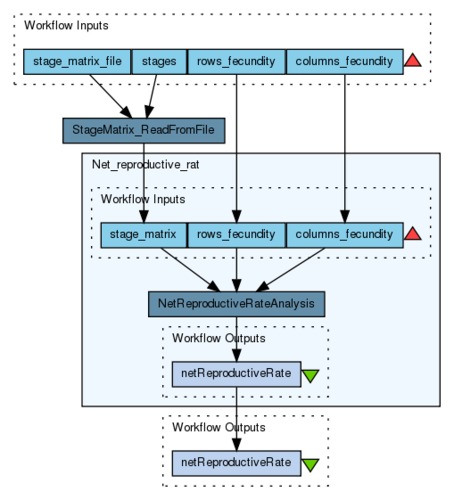 Workflow Inputs
stage_matrix_file stages rows_fecundity columns_fecundity
StageMatrix_ReadFromFile
Net_reproductive_rat
Workflow Inputs
stage_matrix rows_fecundity columns_fecundity
NetReproductiveRateAnalysis
Workflow Outputs
netReproductiveRate
Workflow Outputs
netReproductiveRate